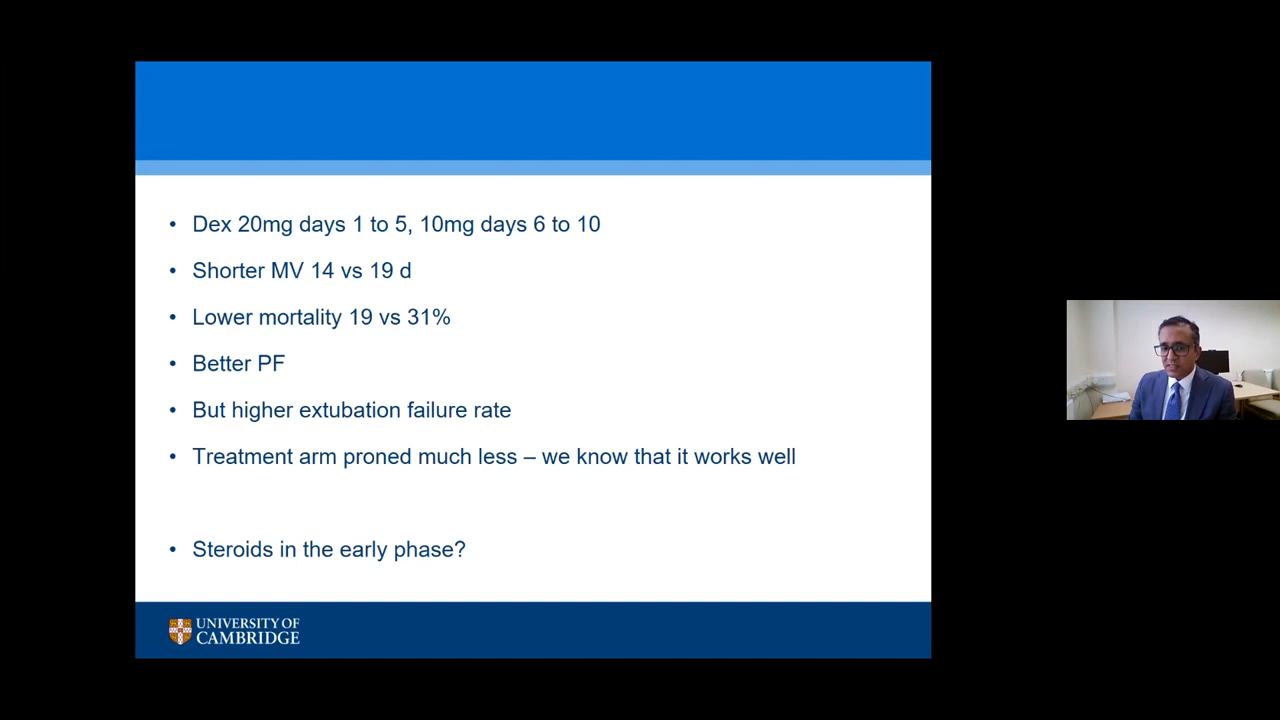 • Dex 20mg days 1 to 5, 10mg days 6 to 10
• Shorter MV 14 vs 19 d
• Lower mortality 19 vs 31%
• Better PF
• But higher extubation failure rate
• Treatment arm proned much less – we know that it works well
• Steroids in the early phase?
UNIVERSITY OF
CAMBRIDGE